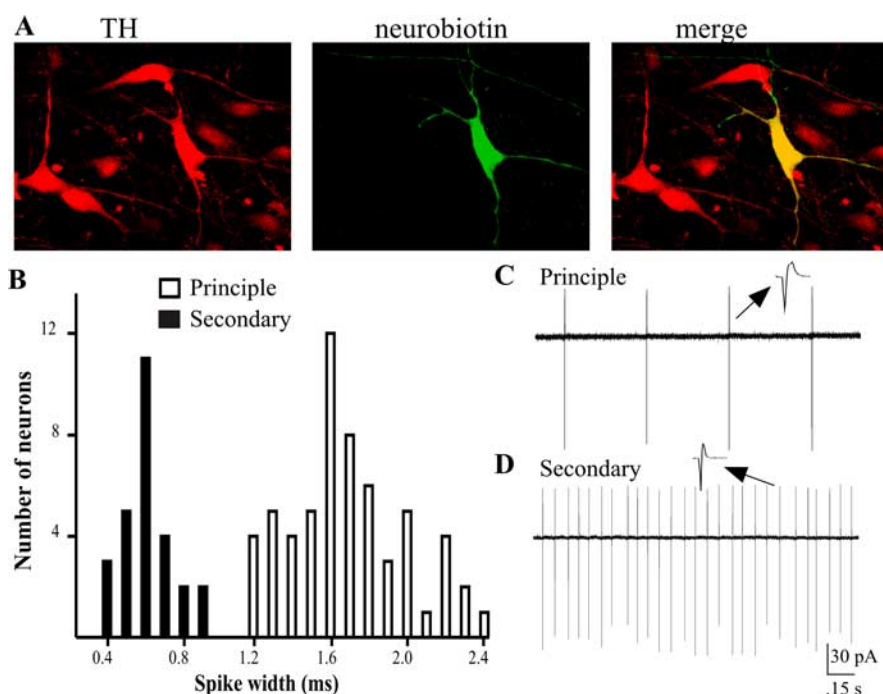 A TH neurobiotin merge
B
Principle
Secondary
Number of neurons
12
8
4
0.4 0.8 1.2 1.6 2.0 2.4
Spike width (ms)
C Principle
D Secondary
30 pA
.15 s